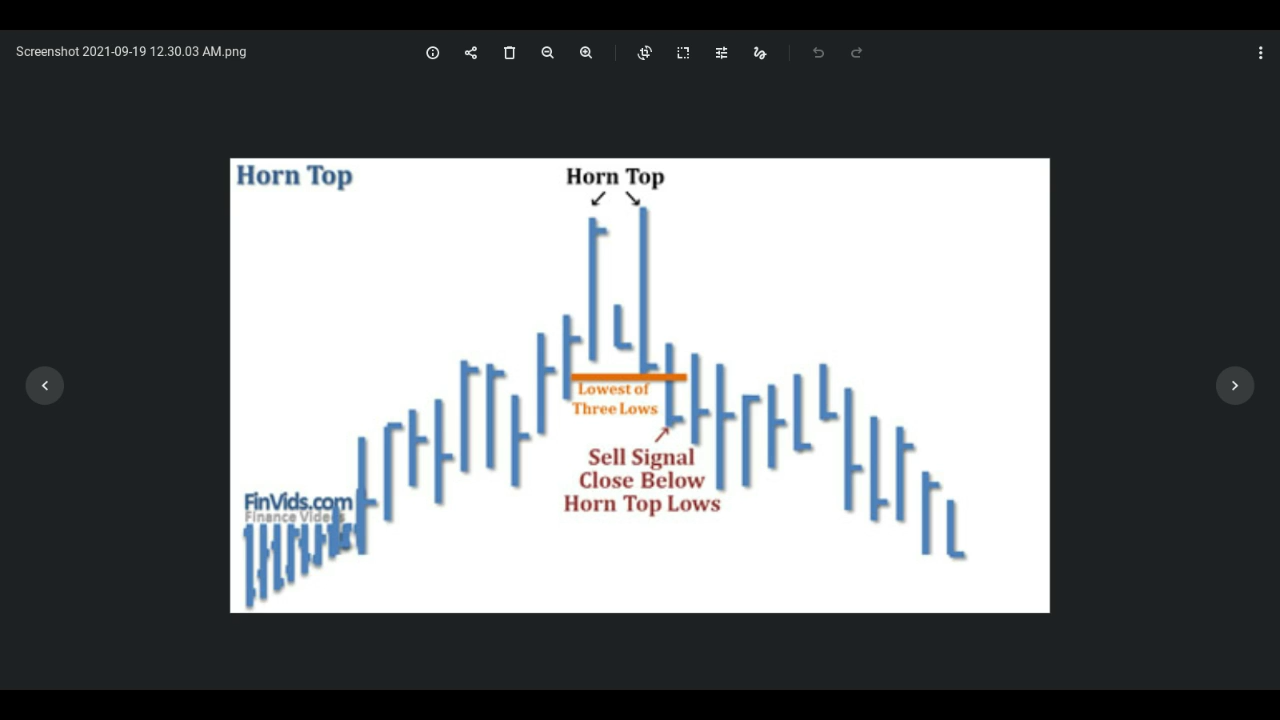 Screenshot 2021-09-19 12.30.03 AM.png
Horn Top
Horn Top
Lowest of
Three Lows
Sell Signal
Close Below
Horn Top Lows
FinVids.com
Finance Videos